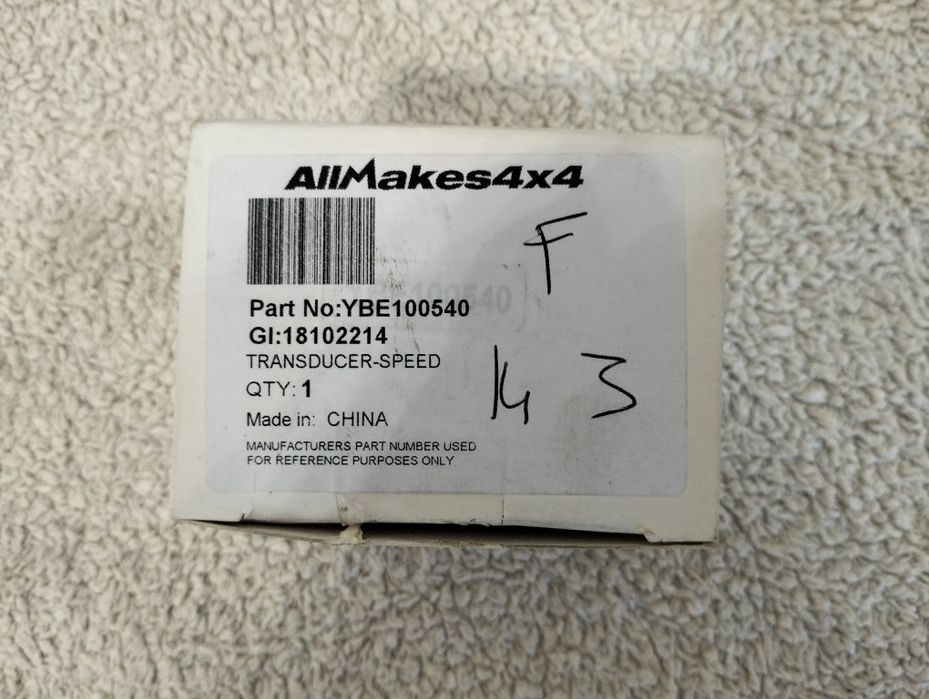 AllMakes4x4
F
Part No:YBE100540
GI:18102214
TRANSDUCER-SPEED
QTY: 1
Made in: CHINA
3
MANUFACTURERS PART NUMBER USED
FOR REFERENCE PURPOSES ONLY